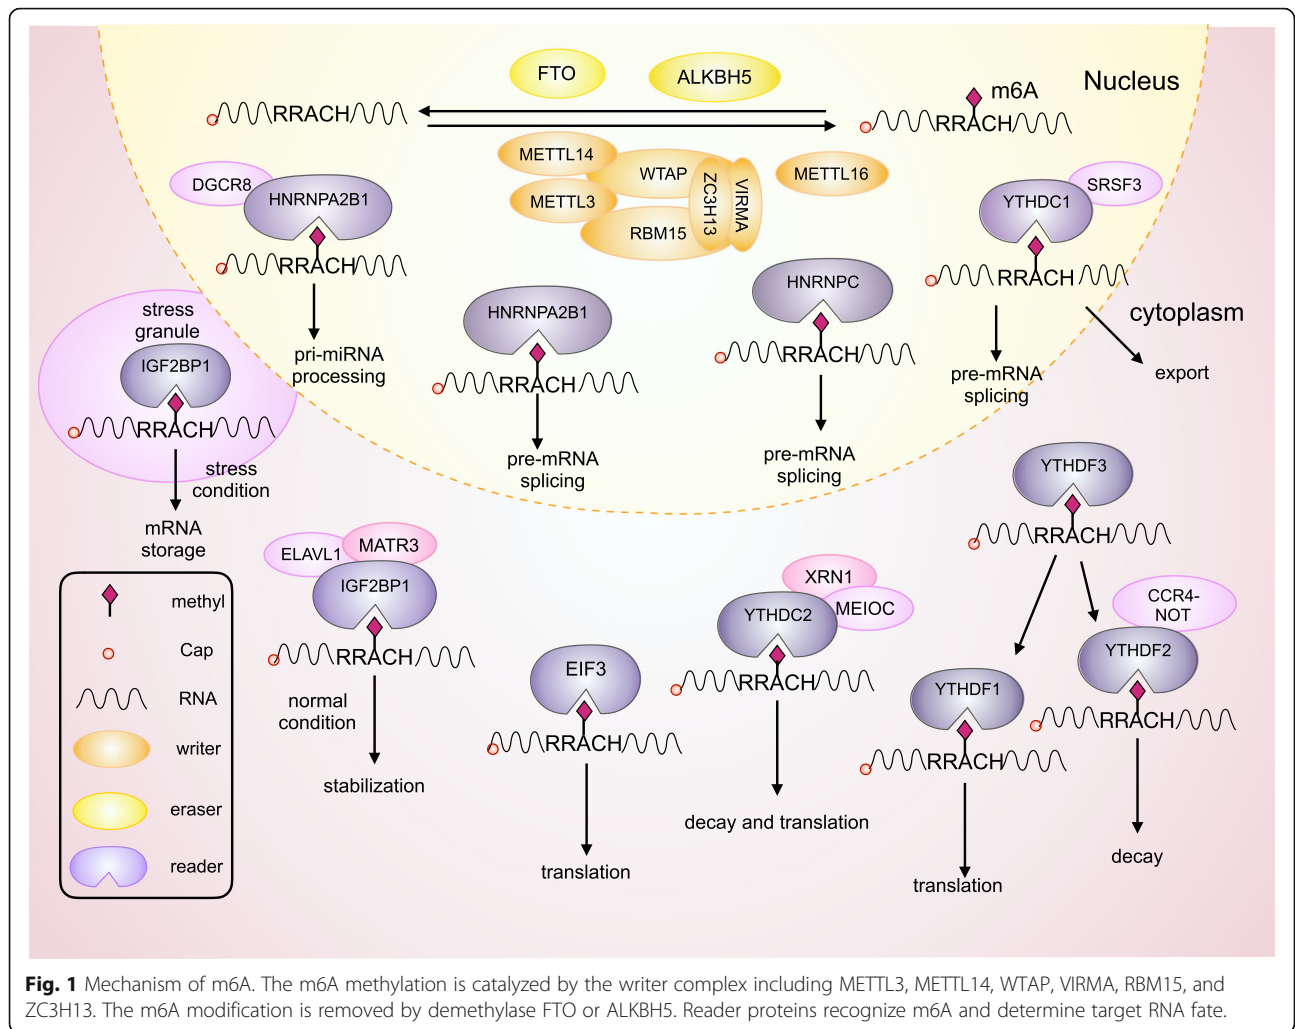 FTO
ALKBH5
Nucleus
m6A
RRACH
RRACH
METTL14
WTAP
METTL3
RBM15
ZC3H13
VIRMA
METTL16
DGCR8
HNRNPA2B1
RRACH
pri-miRNA
processing
YTHDC1
SRSF3
RRACH
pre-mRNA
splicing
export
cytoplasm
stress
granule
IGF2BP1
RRACH
stress
condition
mRNA
storage
HNRNPA2B1
RRACH
pre-mRNA
splicing
HNRNPC
RRACH
pre-mRNA
splicing
ELAVL1
MATR3
IGF2BP1
RRACH
normal
condition
stabilization
EIF3
RRACH
translation
XRN1
MEIOC
YTHDC2
RRACH
decay and translation
YTHDF3
RRACH
CCR4-
NOT
YTHDF2
RRACH
decay
YTHDF1
RRACH
translation
methyl
Cap
RNA
writer
eraser
reader
Fig. 1 Mechanism of m6A. The m6A methylation is catalyzed by the writer complex including METTL3, METTL14, WTAP, VIRMA, RBM15, and
ZC3H13. The m6A modification is removed by demethylase FTO or ALKBH5. Reader proteins recognize m6A and determine target RNA fate.